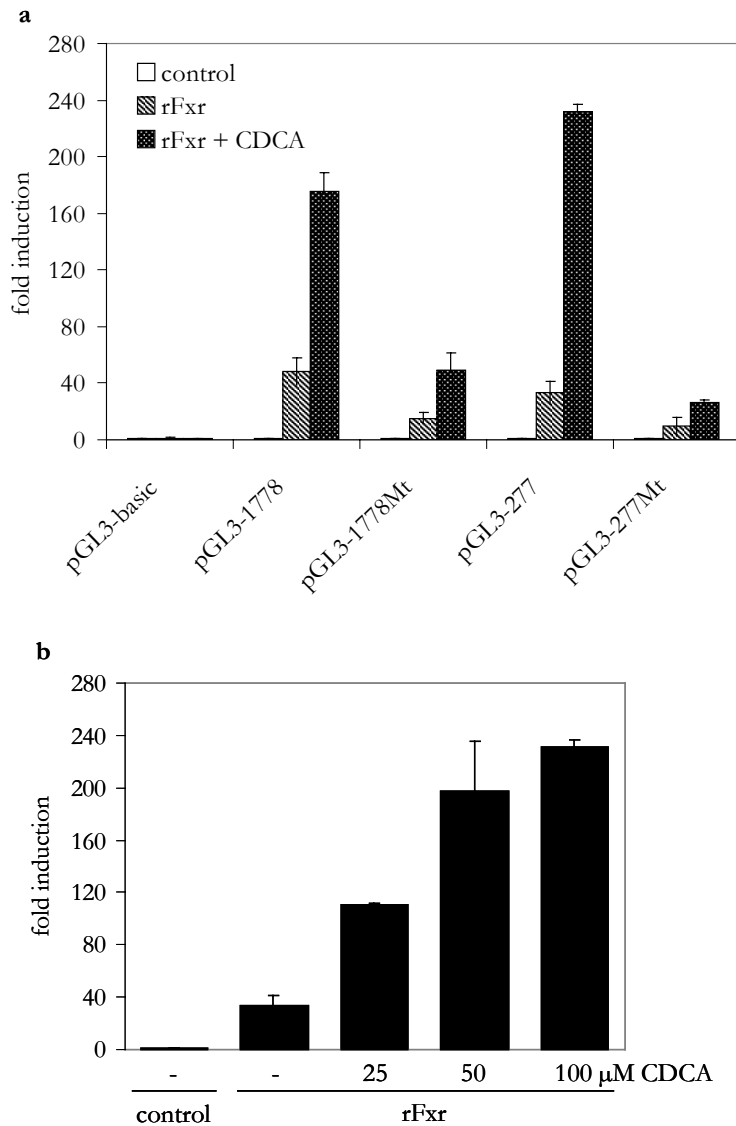 a
280
240
200
160
120
80
40
0
fold induction
control
rFxr
rFxr + CDCA
pGL3-basic
pGL3-1778
pGL3-1778Mt
pGL3-277
pGL3-277Mt
b
280
240
200
160
120
80
40
0
fold induction
- - 25 50 100 µM CDCA
control rFxr